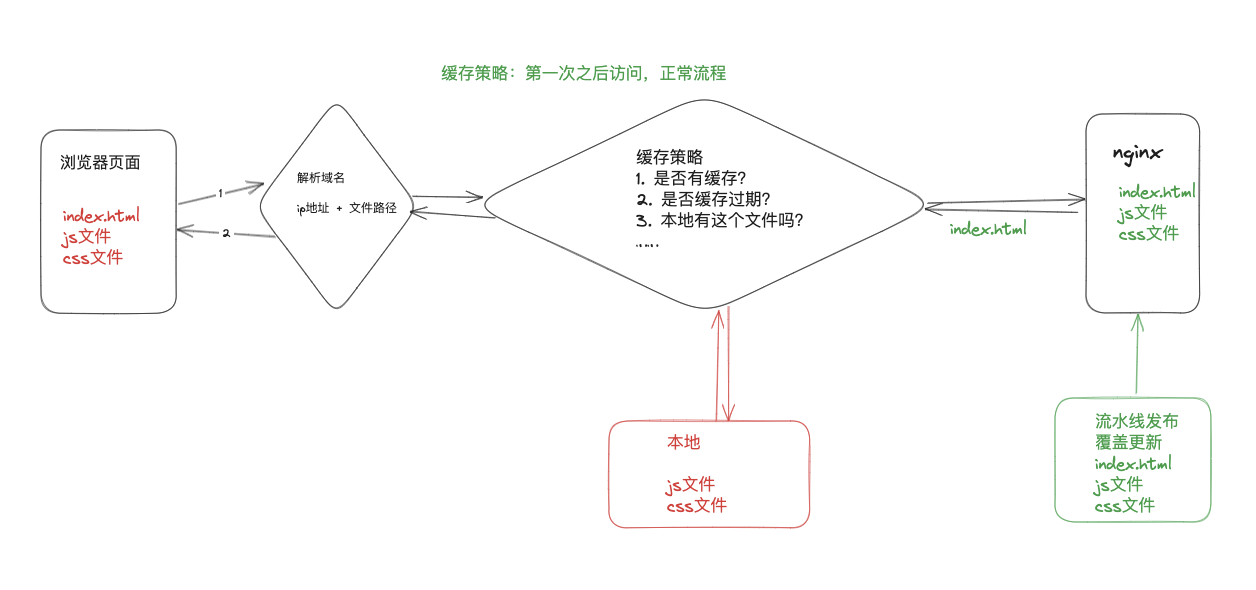 缓存策略：第一次之后访问，正常流程
浏览器页面
index.html
js文件
css文件
1
2
解析域名
ip地址 + 文件路径
缓存策略
1. 是否有缓存？
2. 是否缓存过期？
3. 本地有这个文件吗？
......
index.html
nginx
index.html
js文件
css文件
本地
js文件
css文件
流水线发布
覆盖更新
index.html
js文件
css文件